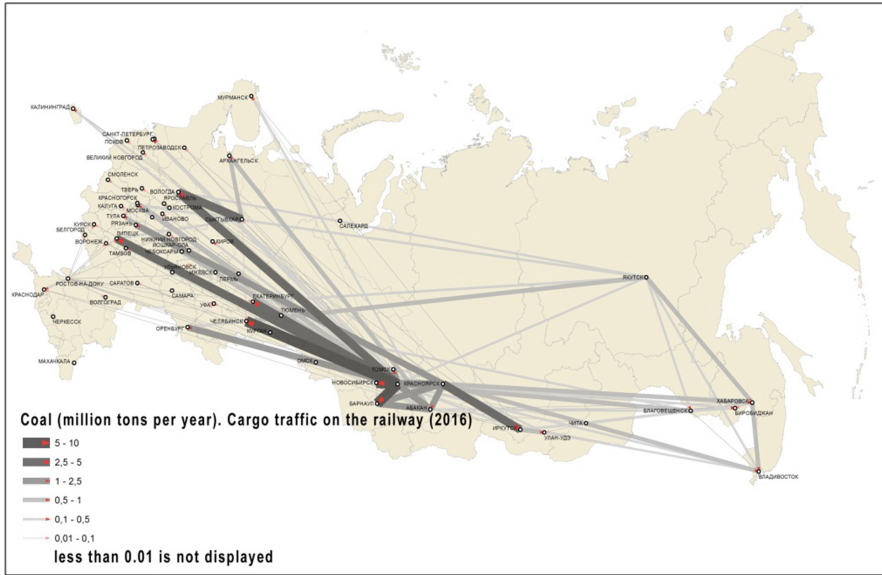 МУРМАНСК
КАЛИНИНГРАД
САНКТ-ПЕТЕРБУРГ
ПСКОВ
ПЕТРОЗАВОДСК
ВЕЛИКИЙ НОВГОРОД
АРХАНГЕЛЬСК
СМОЛЕНСК
ТВЕРЬ
ВОЛОГДА
ЯРОСЛАВЛЬ
КРАСНОГОРСК
КАЛУГА
МОСКВА
КОСТРОМА
ТУЛА
ИВАНОВО
СЫКТЫВКАР
САЛЕХАРД
КУРСК
РЯЗАНЬ
БЕЛГОРОД
ЛИПЕЦК
ВОРОНЕЖ
НИЖНИЙ НОВГОРОД
ЙОШКАР-ОЛА
КИРОВ
ТАМБОВ
ЧЕБОКСАРЫ
УЛЬЯНОВСК
ИЖЕВСК
ПЕРМЬ
ЯКУТСК
РОСТОВ-НА-ДОНУ
САРАТОВ
КРАСНОДАР
ВОЛГОГРАД
САМАРА
УФА
ЕКАТЕРИНБУРГ
ТЮМЕНЬ
ЧЕРКЕССК
ОРЕНБУРГ
ЧЕЛЯБИНСК
КУРГАН
МАХАЧКАЛА
ОМСК
ТОМСК
НОВОСИБИРСК
КРАСНОЯРСК
БАРНАУЛ
АБАКАН
ХАБАРОВСК
БЛАГОВЕЩЕНСК
БИРОБИДЖАН
ИРКУТСК
УЛАН-УДЭ
ЧИТА
ВЛАДИВОСТОК
Coal (million tons per year). Cargo traffic on the railway (2016)
5 - 10
2,5 - 5
1 - 2,5
0,5 - 1
0,1 - 0,5
0,01 - 0,1
less than 0.01 is not displayed